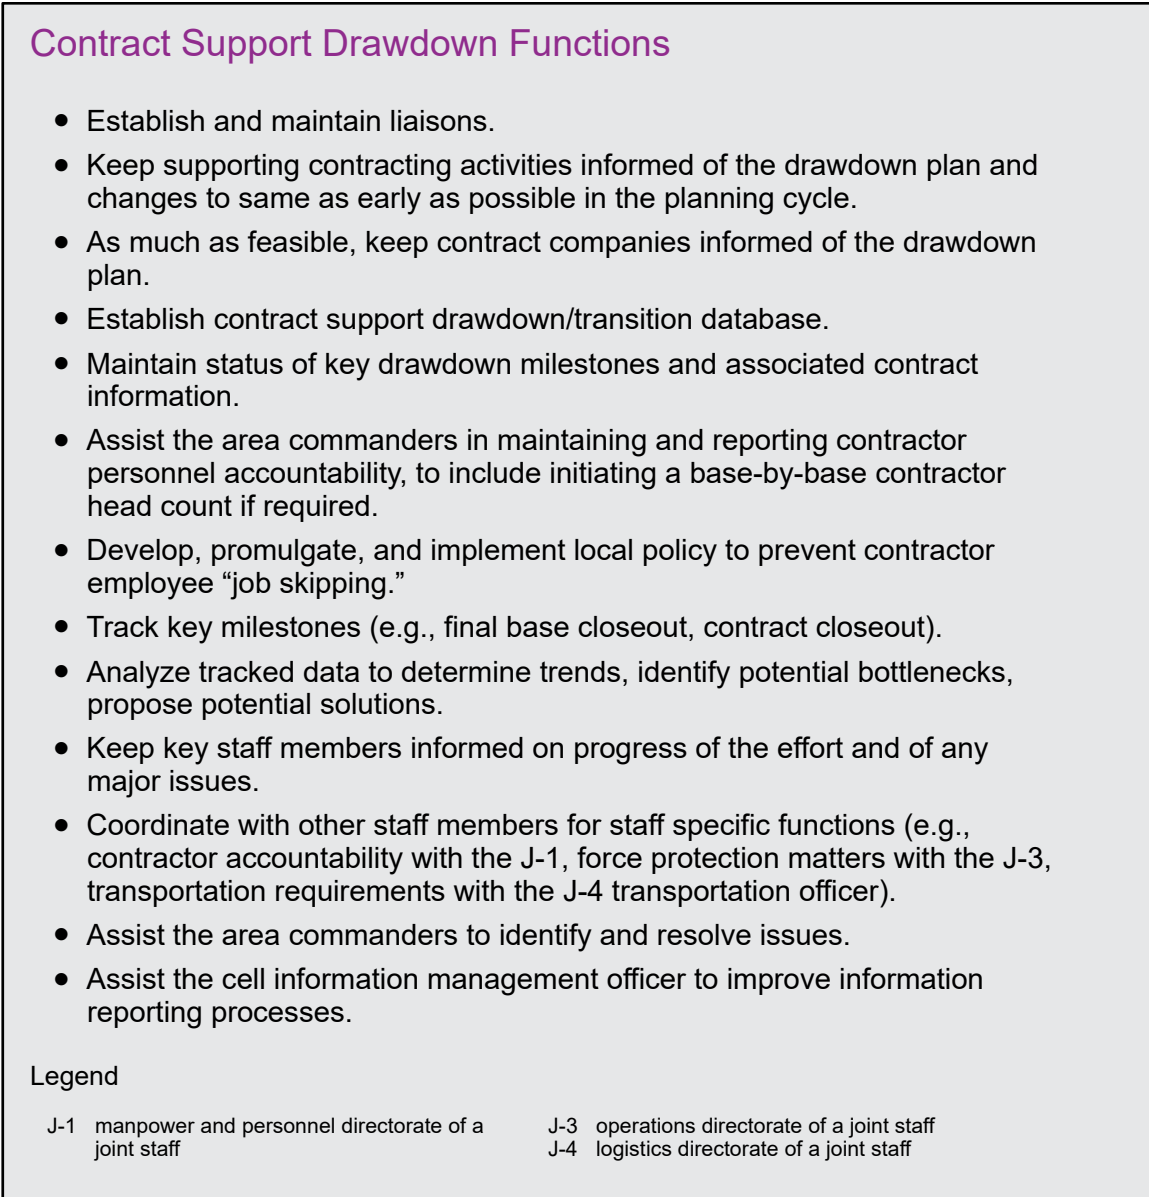 Contract Support Drawdown Functions
● Establish and maintain liaisons.
● Keep supporting contracting activities informed of the drawdown plan and
changes to same as early as possible in the planning cycle.
● As much as feasible, keep contract companies informed of the drawdown
plan.
● Establish contract support drawdown/transition database.
● Maintain status of key drawdown milestones and associated contract
information.
● Assist the area commanders in maintaining and reporting contractor
personnel accountability, to include initiating a base-by-base contractor
head count if required.
● Develop, promulgate, and implement local policy to prevent contractor
employee “job skipping.”
● Track key milestones (e.g., final base closeout, contract closeout).
● Analyze tracked data to determine trends, identify potential bottlenecks,
propose potential solutions.
● Keep key staff members informed on progress of the effort and of any
major issues.
● Coordinate with other staff members for staff specific functions (e.g.,
contractor accountability with the J-1, force protection matters with the J-3,
transportation requirements with the J-4 transportation officer).
● Assist the area commanders to identify and resolve issues.
● Assist the cell information management officer to improve information
reporting processes.
Legend
J-1 manpower and personnel directorate of a
joint staff
J-3 operations directorate of a joint staff
J-4 logistics directorate of a joint staff